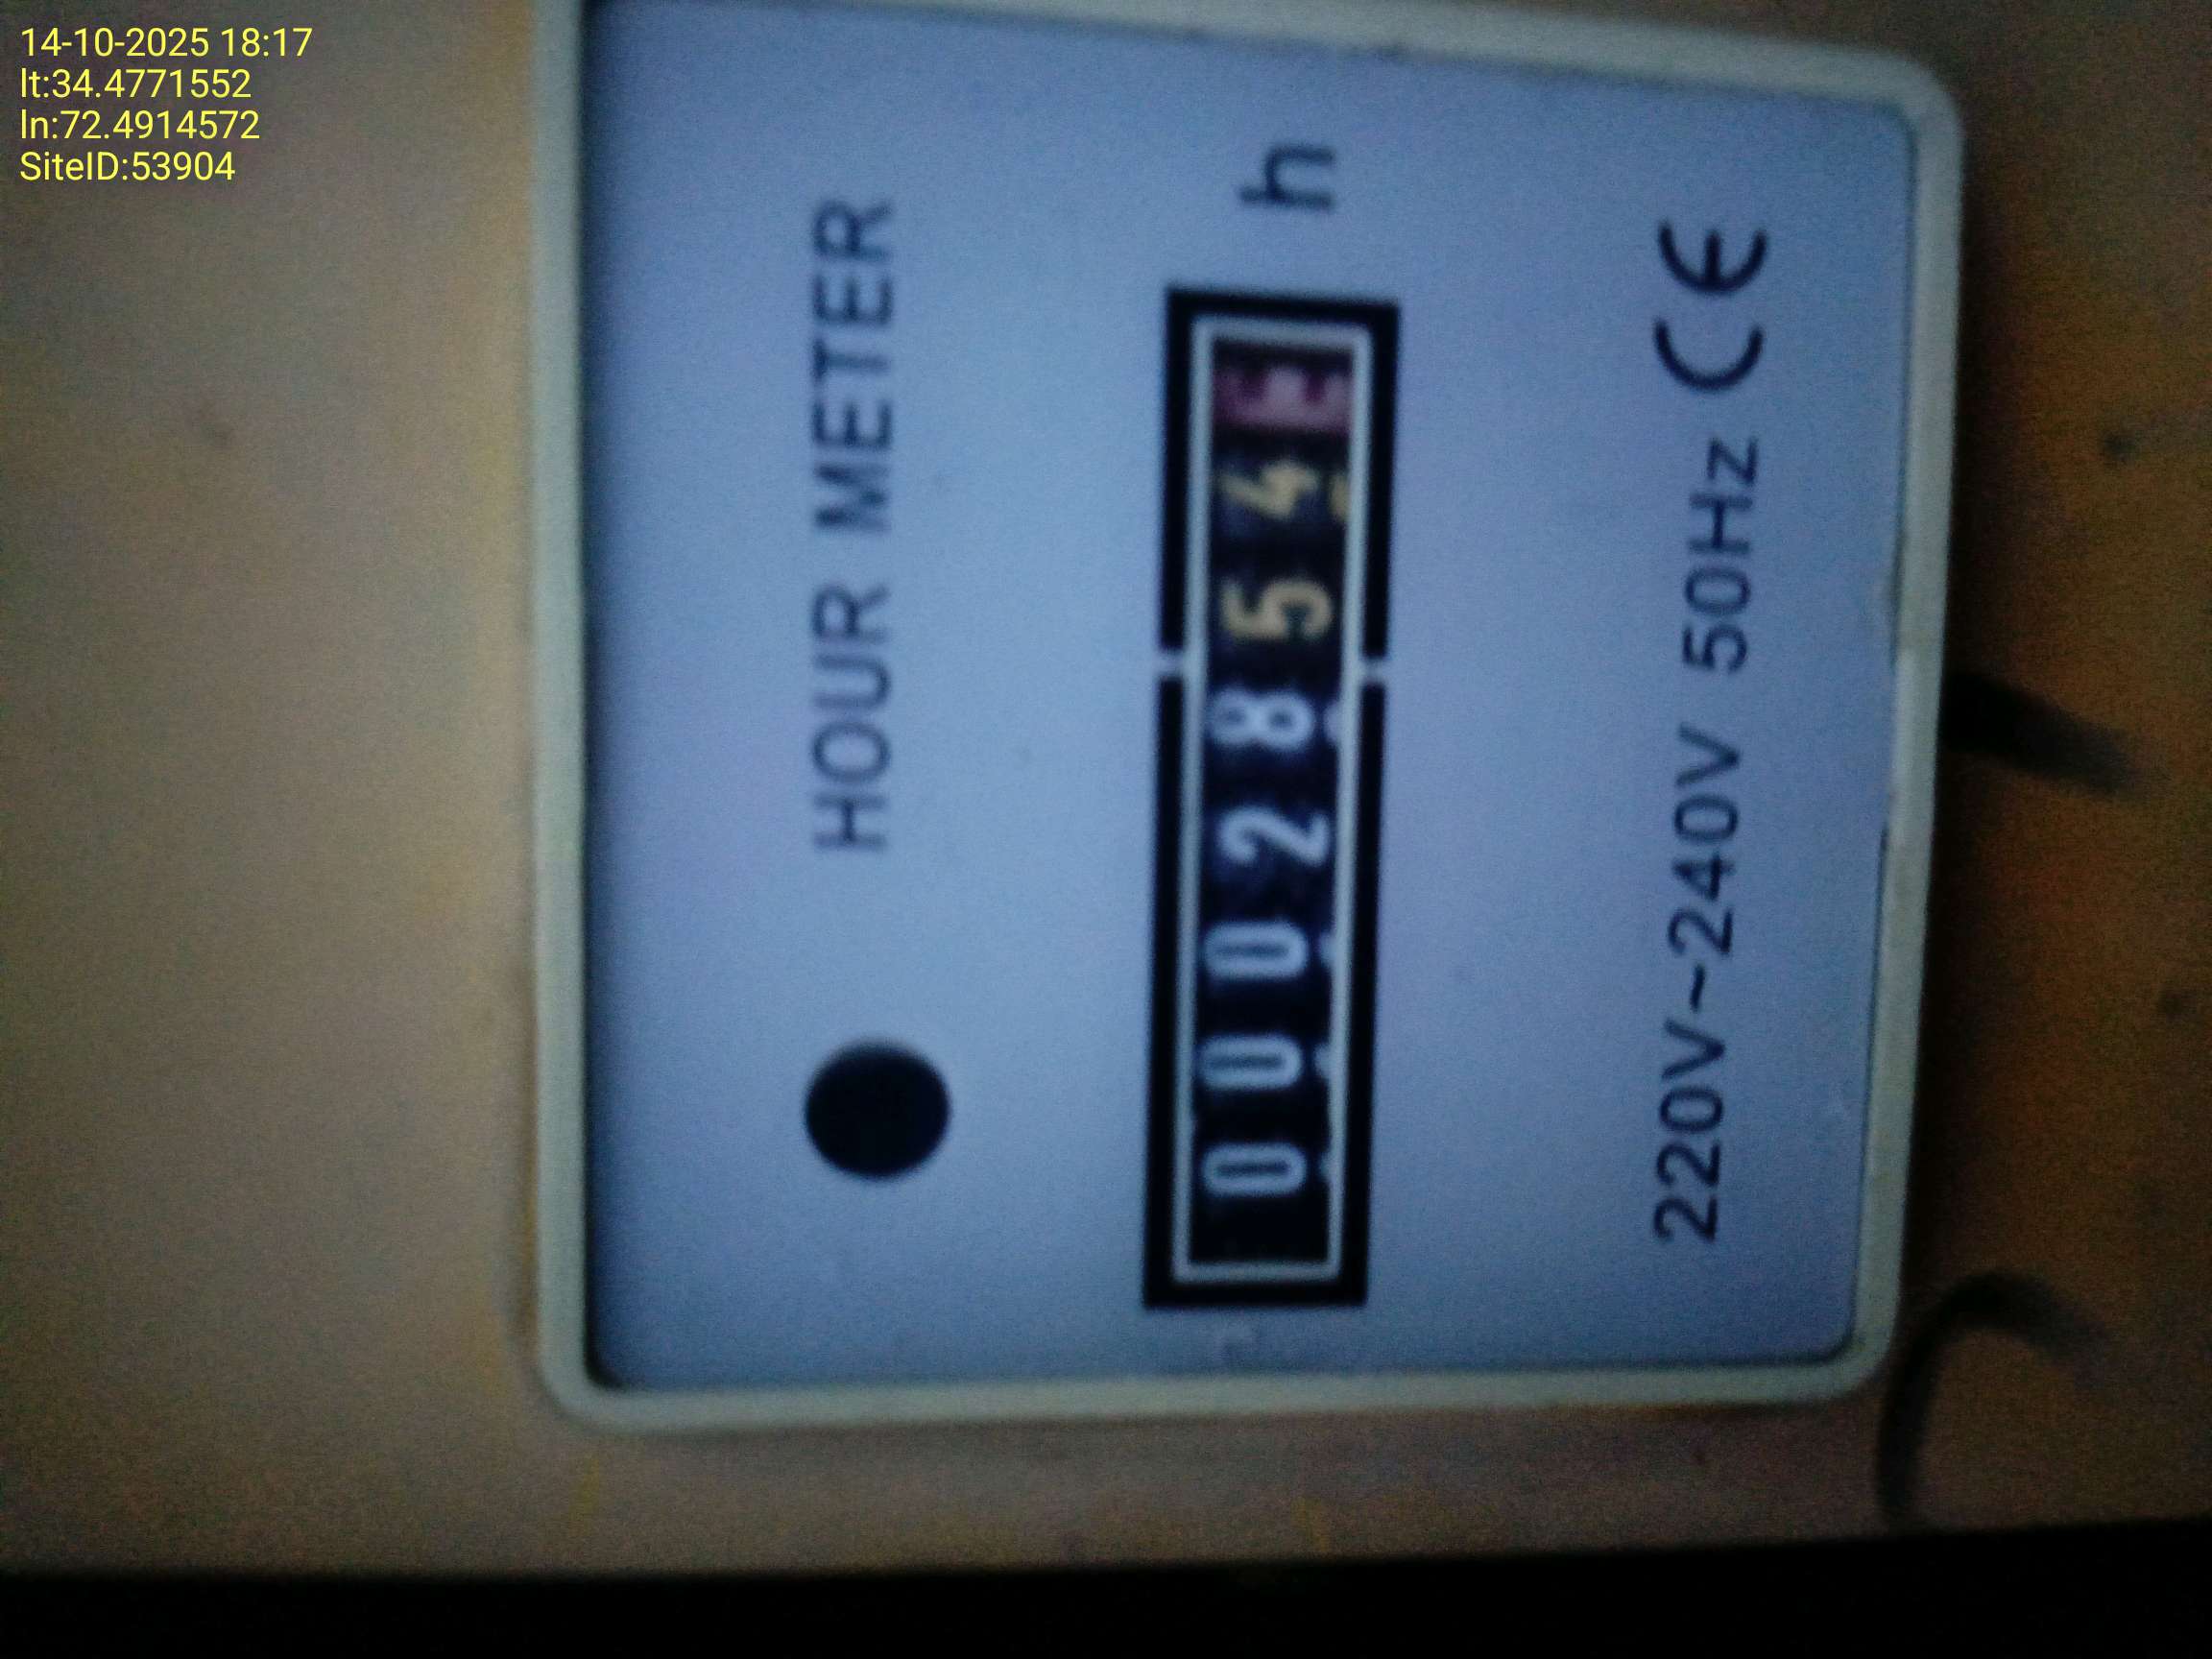 14-10-2025 18:17
lt:34.4771552
ln:72.4914572
SiteID:53904
HOUR METER
0002854 h
220V~240V 50Hz CE